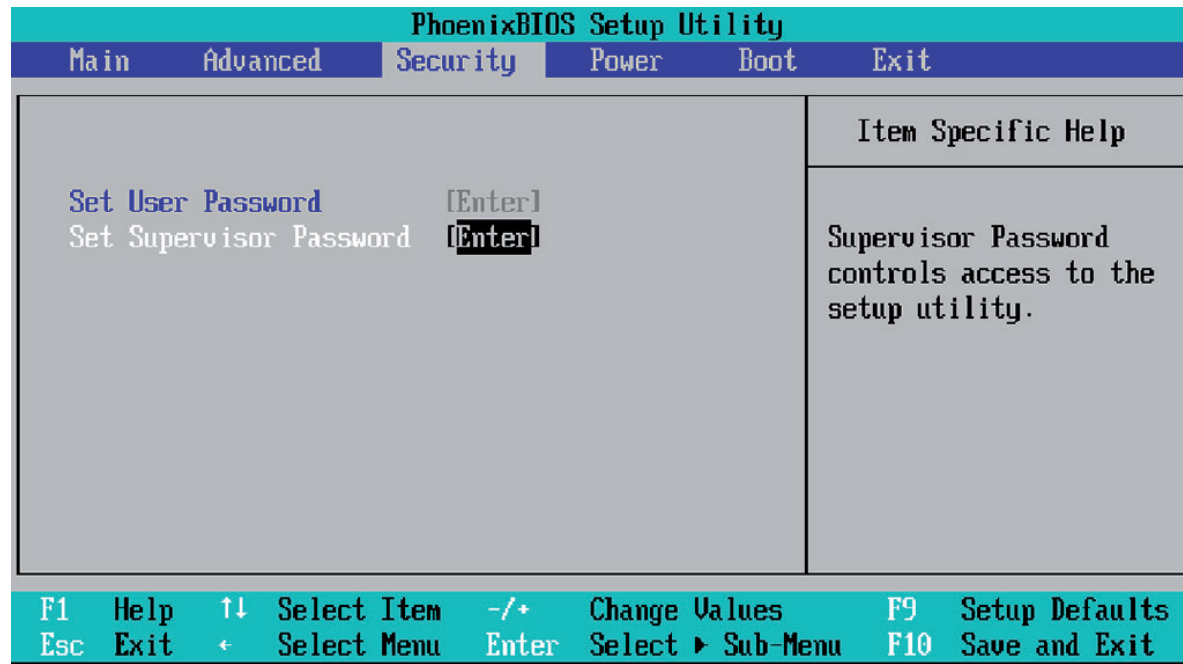 PhoenixBIOS Setup Utility
Main Advanced Security Power Boot Exit
Item Specific Help
Set User Password [Enter]
Set Supervisor Password [Enter]
Supervisor Password
controls access to the
setup utility.
F1 Help ↑↓ Select Item -/+ Change Values F9 Setup Defaults
Esc Exit ← Select Menu Enter Select ▶ Sub-Menu F10 Save and Exit